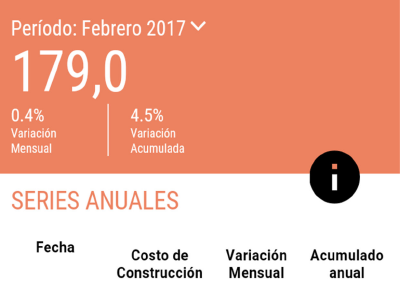 Período: Febrero 2017
179,0
0.4%
Variación
Mensual
4.5%
Variación
Acumulada
i
SERIES ANUALES
Fecha
Costo de
Construcción
Variación
Mensual
Acumulado
anual